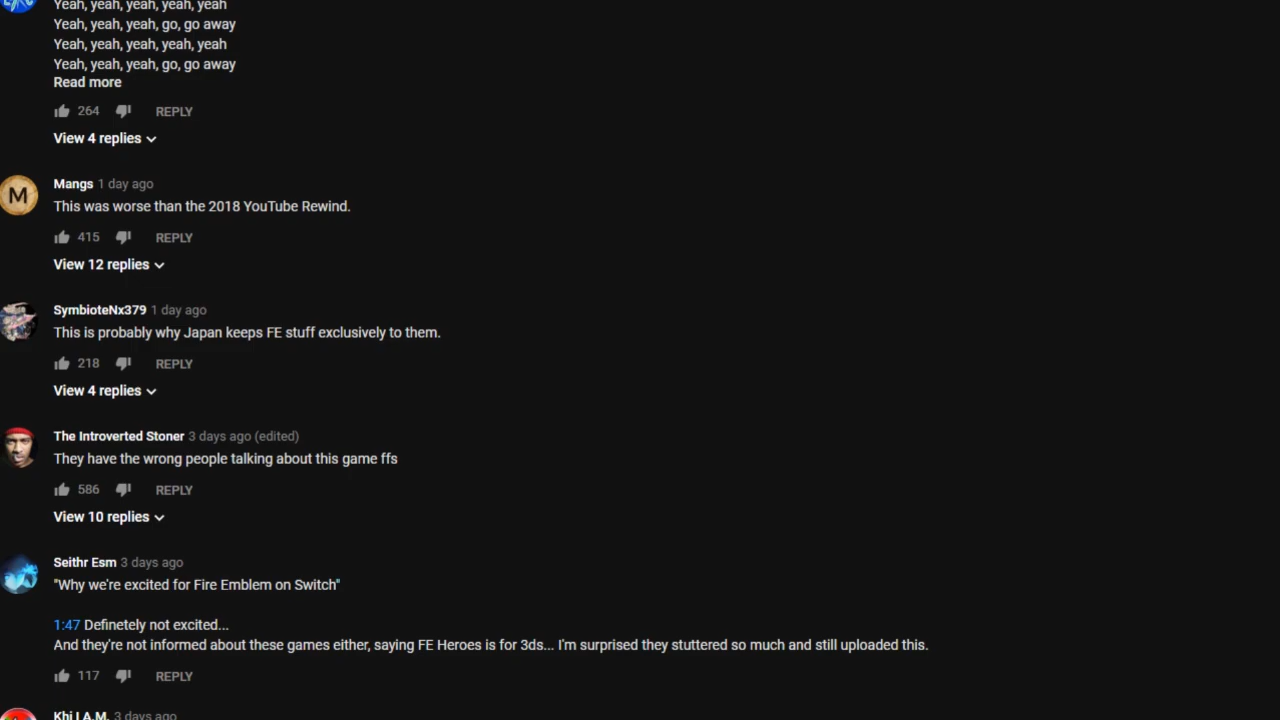 Yeah, yeah, yeah, yeah, yeah
Yeah, yeah, yeah, go, go away
Yeah, yeah, yeah, yeah, yeah
Yeah, yeah, yeah, go, go away
Read more
264 REPLY
View 4 replies
M
Mangs 1 day ago
This was worse than the 2018 YouTube Rewind.
415 REPLY
View 12 replies
SymbioteNx379 1 day ago
This is probably why Japan keeps FE stuff exclusively to them.
218 REPLY
View 4 replies
The Introverted Stoner 3 days ago (edited)
They have the wrong people talking about this game ffs
586 REPLY
View 10 replies
Seithr Esm 3 days ago
"Why we're excited for Fire Emblem on Switch"
1:47 Definetely not excited...
And they're not informed about these games either, saying FE Heroes is for 3ds... I'm surprised they stuttered so much and still uploaded this.
117 REPLY
Khi I A.M. 3 days ago